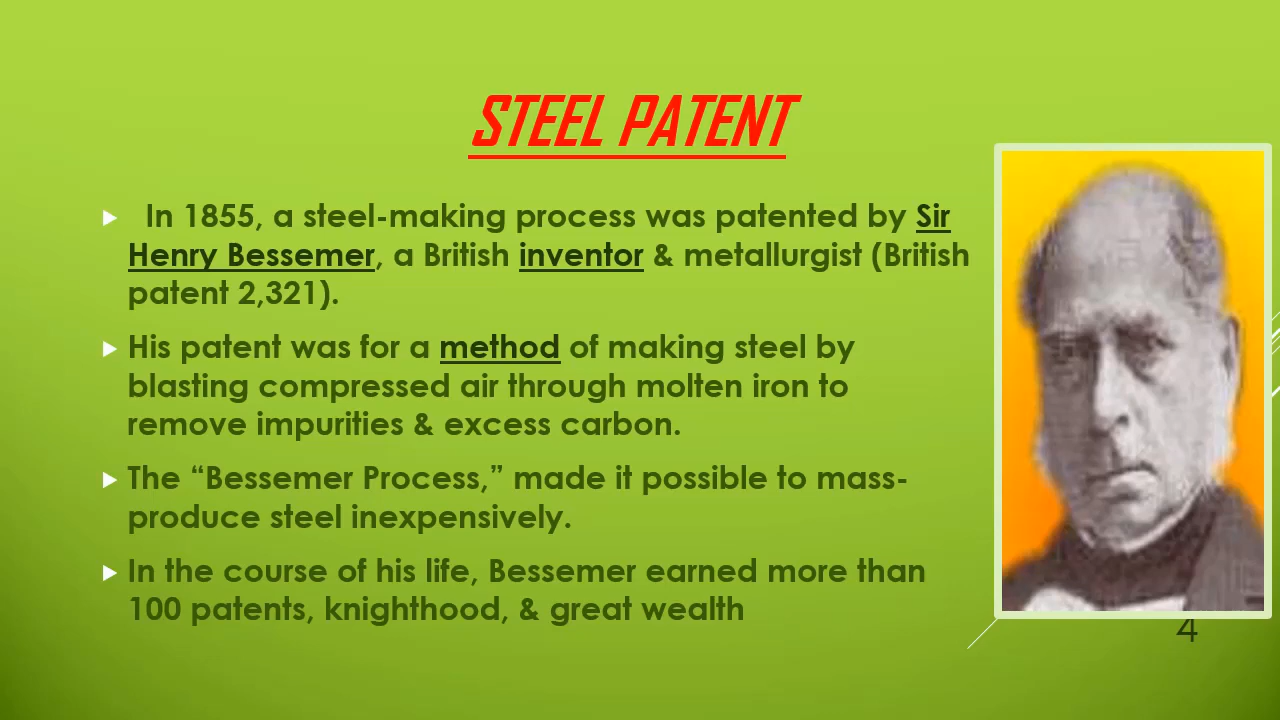 STEEL PATENT
In 1855, a steel-making process was patented by Sir
Henry Bessemer, a British inventor & metallurgist (British
patent 2,321).
His patent was for a method of making steel by
blasting compressed air through molten iron to
remove impurities & excess carbon.
The “Bessemer Process,” made it possible to mass-
produce steel inexpensively.
In the course of his life, Bessemer earned more than
100 patents, knighthood, & great wealth
4